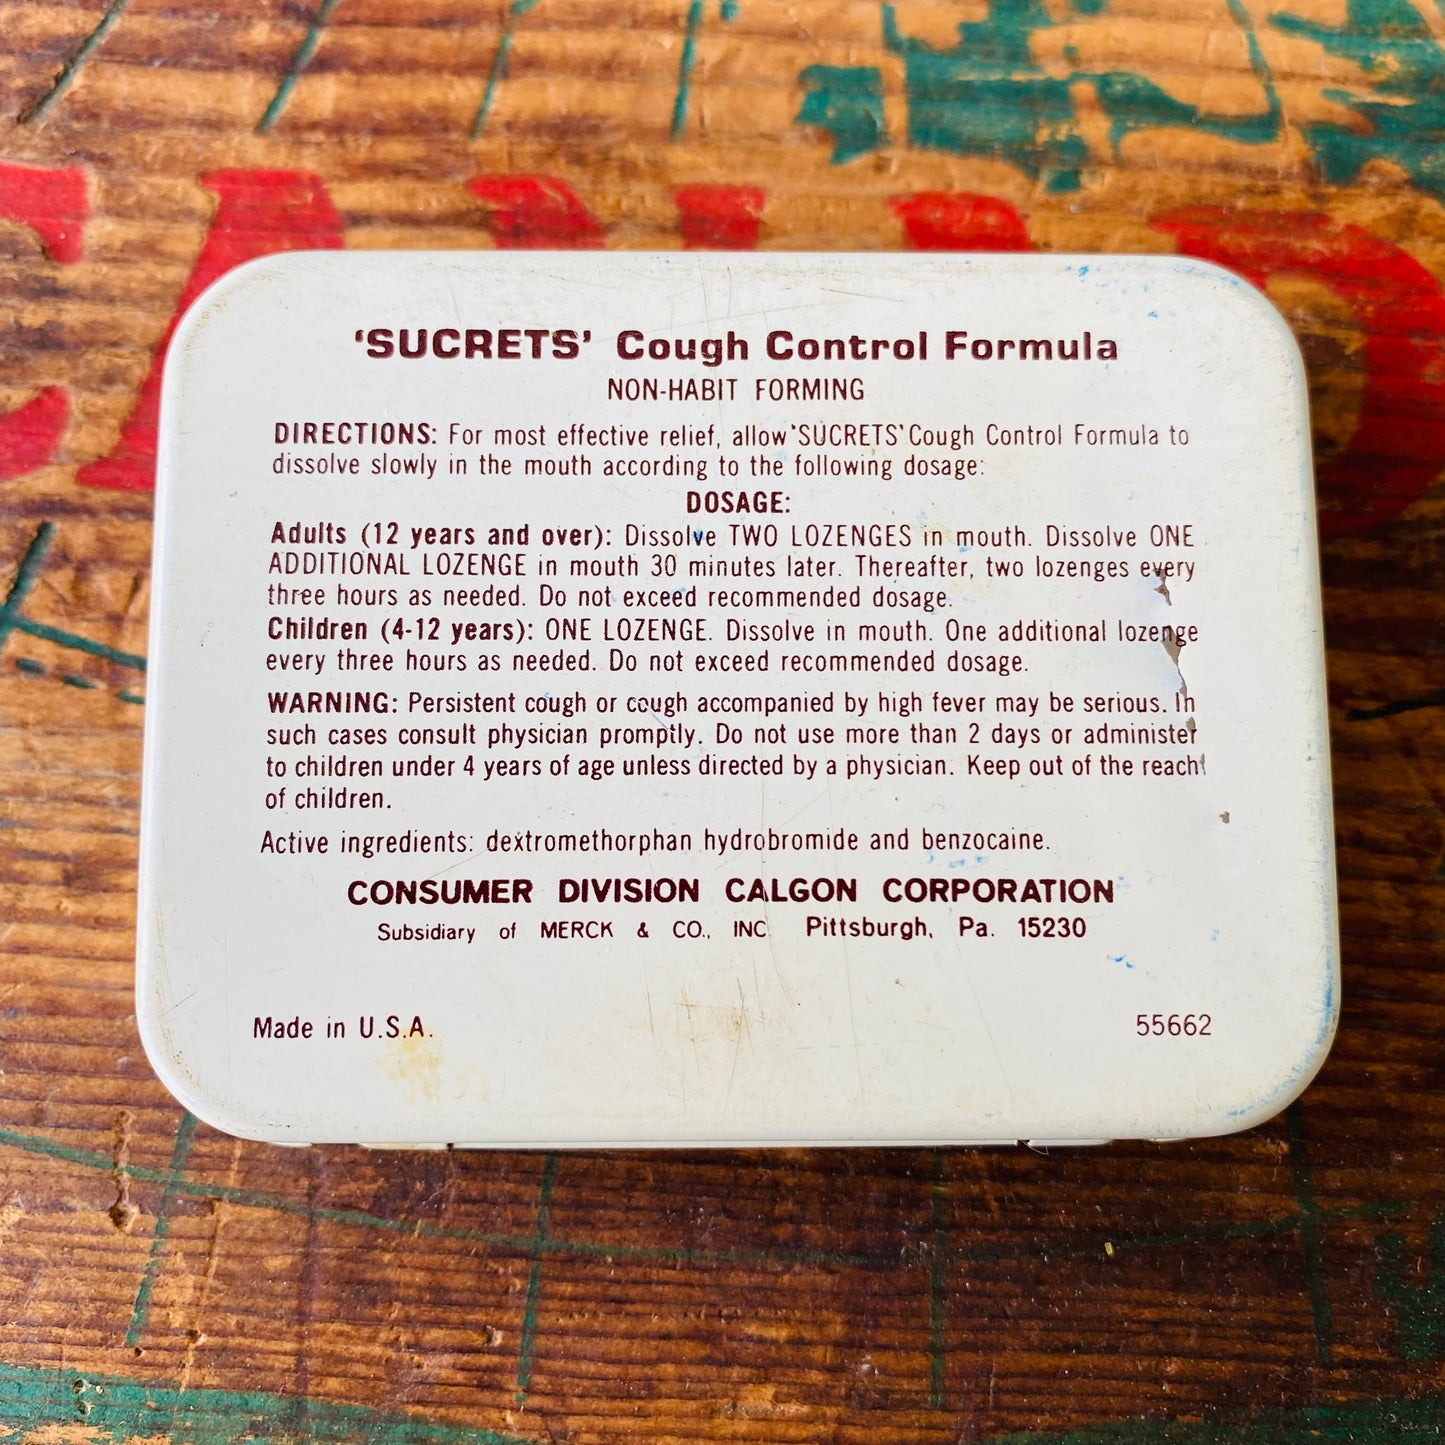 'SUCRETS' Cough Control Formula
NON-HABIT FORMING
DIRECTIONS: For most effective relief, allow 'SUCRETS' Cough Control Formula to
dissolve slowly in the mouth according to the following dosage:
DOSAGE:
Adults (12 years and over): Dissolve TWO LOZENGES in mouth. Dissolve ONE
ADDITIONAL LOZENGE in mouth 30 minutes later. Thereafter, two lozenges every
three hours as needed. Do not exceed recommended dosage.
Children (4-12 years): ONE LOZENGE. Dissolve in mouth. One additional lozenge
every three hours as needed. Do not exceed recommended dosage.
WARNING: Persistent cough or cough accompanied by high fever may be serious. In
such cases consult physician promptly. Do not use more than 2 days or administer
to children under 4 years of age unless directed by a physician. Keep out of the reach
of children.
Active ingredients: dextromethorphan hydrobromide and benzocaine.
CONSUMER DIVISION CALGON CORPORATION
Subsidiary of MERCK & CO., INC. Pittsburgh, Pa. 15230
Made in U.S.A. 55662